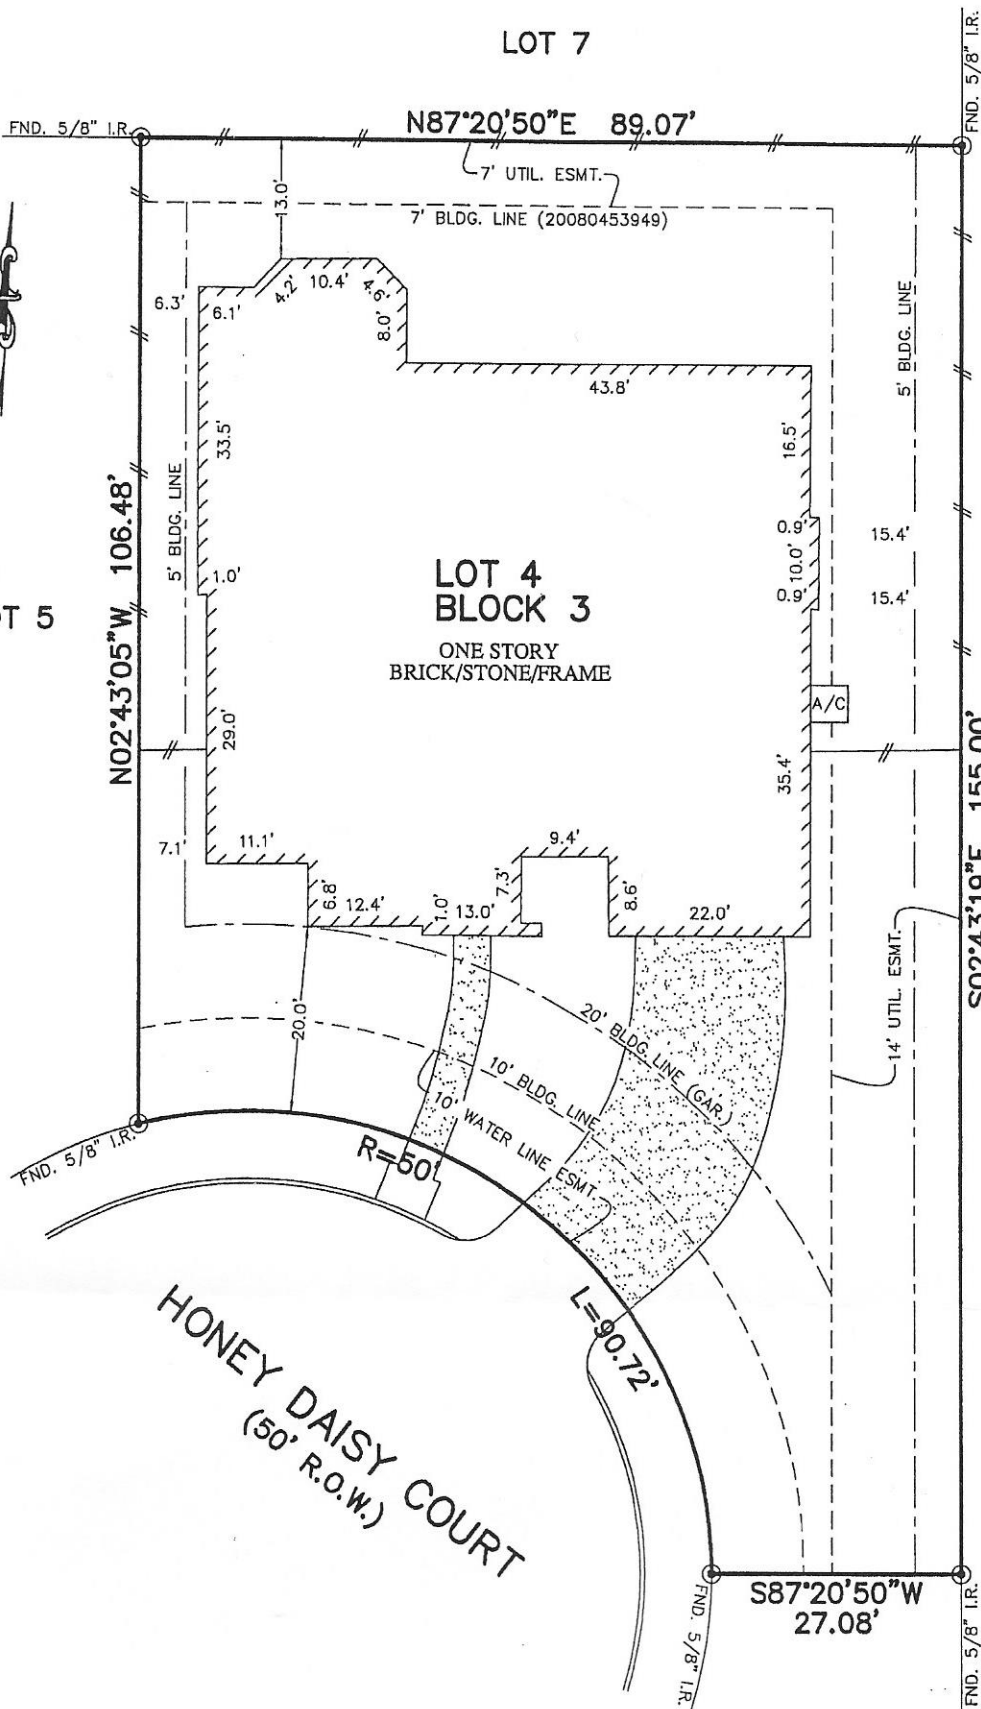 LOT 7
FND. 5/8" I.R.
N87°20'50"E 89.07'
FND. 5/8" I.R.
7' UTIL. ESMT.
13.0'
7' BLDG. LINE (20080453949)
6.3'
6.1'
4.2'
10.4'
4.6'
8.0'
43.8'
5' BLDG. LINE
33.5'
16.5'
5' BLDG. LINE
N02°43'05"W 106.48'
1.0'
0.9'
10.0'
0.9'
15.4'
15.4'
LOT 4
BLOCK 3
ONE STORY
BRICK/STONE/FRAME
T 5
A/C
29.0'
35.4'
S02°43'19"E 155.00'
7.1'
11.1'
6.8'
12.4'
1.0'
13.0'
7.3'
9.4'
8.6'
22.0'
14' UTIL. ESMT.
20.0'
20' BLDG. LINE (GAR.)
10' BLDG. LINE
10' WATER LINE ESMT.
FND. 5/8" I.R.
R=50'
L=90.72'
HONEY DAISY COURT
(50' R.O.W.)
S87°20'50"W
27.08'
FND. 5/8" I.R.
FND. 5/8" I.R.